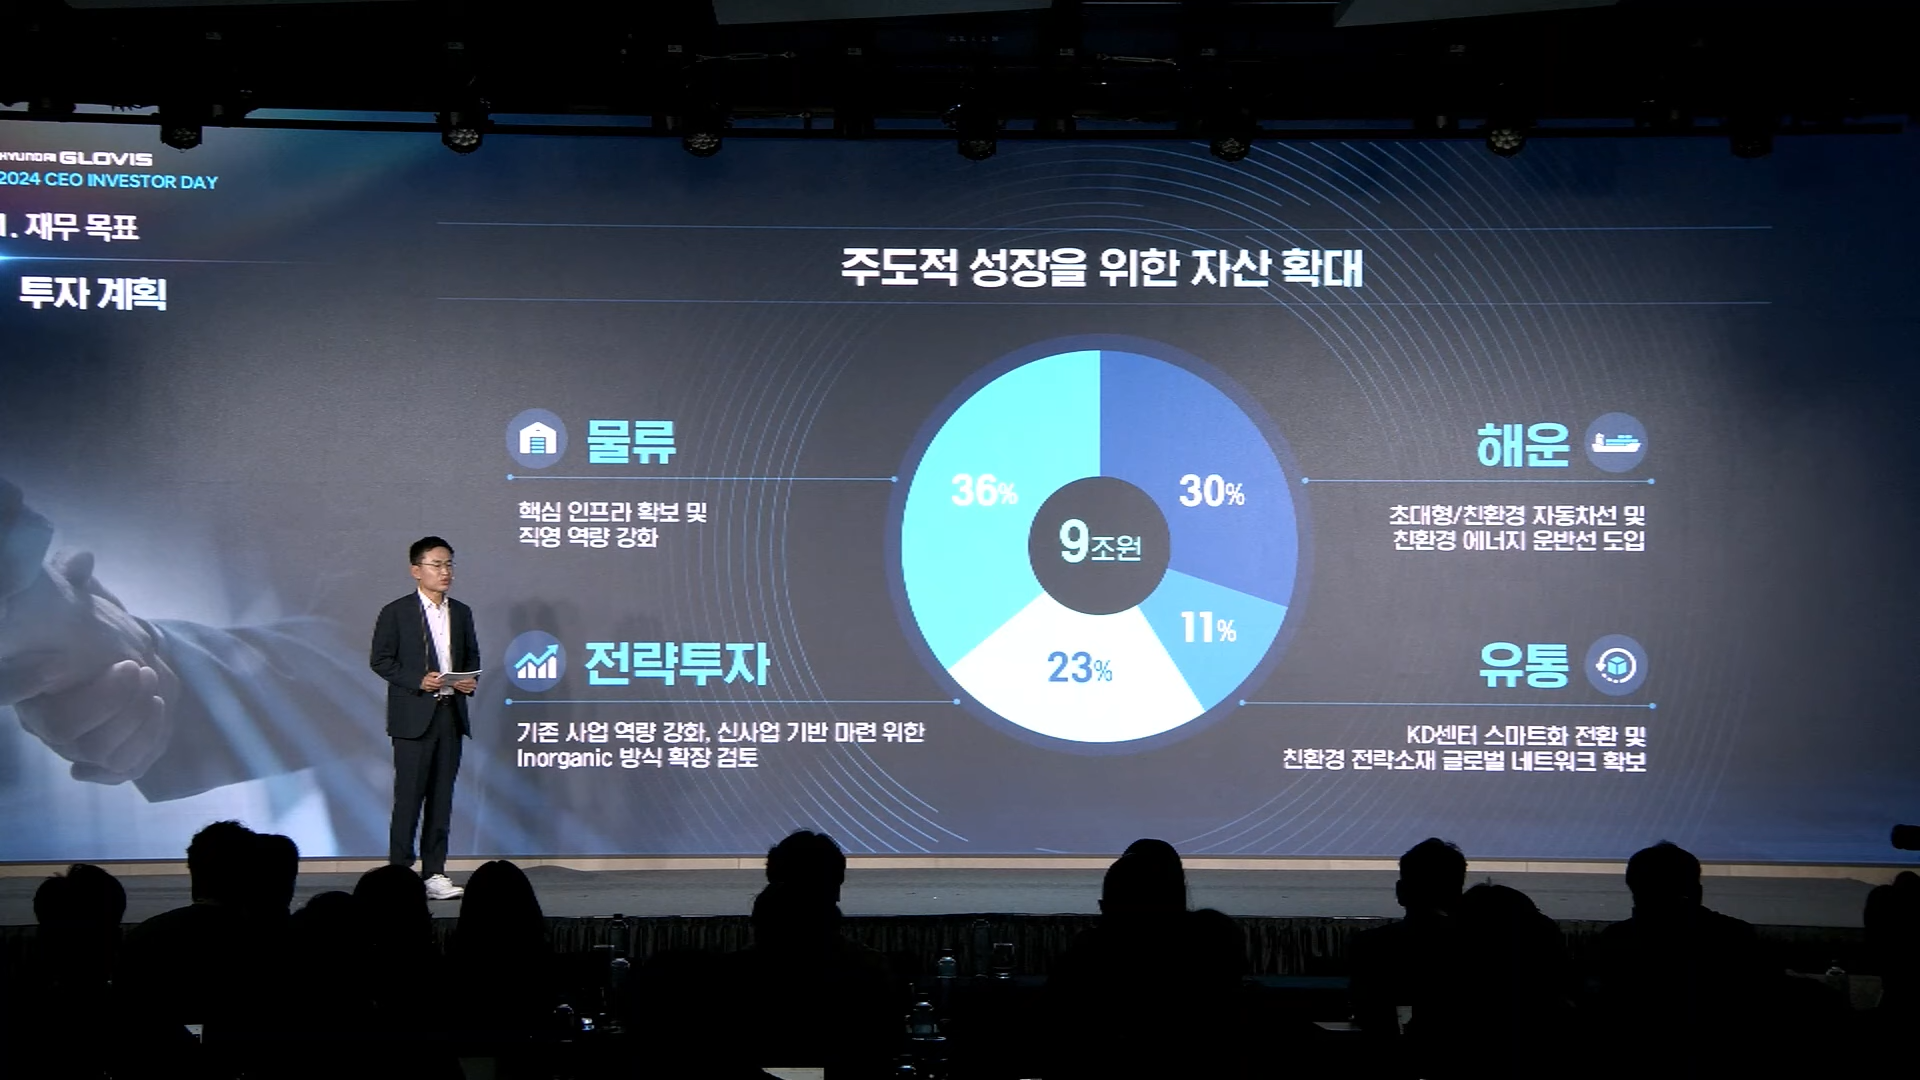 HYUNDAI GLOVIS
2024 CEO INVESTOR DAY
1. 재무 목표
투자 계획
주도적 성장을 위한 자산 확대
물류
핵심 인프라 확보 및
직영 역량 강화
전략투자
기존 사업 역량 강화, 신사업 기반 마련 위한
Inorganic 방식 확장 검토
36%
30%
9조원
11%
23%
해운
초대형/친환경 자동차선 및
친환경 에너지 운반선 도입
유통
KD센터 스마트화 전환 및
친환경 전략소재 글로벌 네트워크 확보